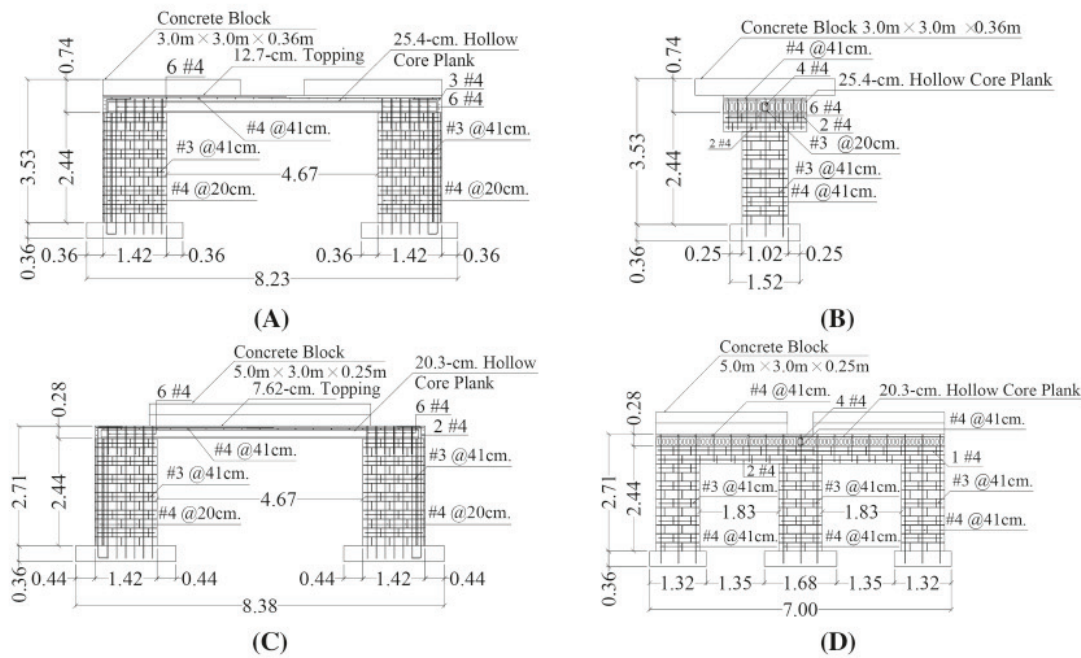 Concrete Block
3.0m×3.0m×0.36m
12.7-cm. Topping
25.4-cm. Hollow
Core Plank
6 #4
3 #4
6 #4
#4 @41cm.
#3 @41cm.
#3 @41cm.
4.67
#4 @20cm.
#4 @20cm.
0.74
3.53
2.44
0.36
0.36
1.42
0.36
0.36
1.42
0.36
8.23
(A)
Concrete Block 3.0m×3.0m ×0.36m
#4 @41cm.
4 #4
25.4-cm. Hollow Core Plank
6 #4
2 #4
2 #4
#3 @20cm.
#3 @41cm.
#4 @41cm.
0.74
3.53
2.44
0.36
0.25
1.02
0.25
1.52
(B)
Concrete Block
5.0m×3.0m×0.25m
7.62-cm. Topping
20.3-cm. Hollow
Core Plank
6 #4
6 #4
2 #4
#4 @41cm.
#3 @41cm.
#3 @41cm.
4.67
#4 @20cm.
#4 @20cm.
0.28
2.71
2.44
0.36
0.44
1.42
0.44
0.44
1.42
0.44
8.38
(C)
Concrete Block
5.0m×3.0m×0.25m
#4 @41cm.
20.3-cm. Hollow Core Plank
4 #4
#4 @41cm.
1 #4
2 #4
#3 @41cm.
#3 @41cm.
#3 @41cm.
1.83
1.83
#4 @41cm.
#4 @41cm.
#4 @41cm.
0.28
2.71
2.44
0.36
1.32
1.35
1.68
1.35
1.32
7.00
(D)